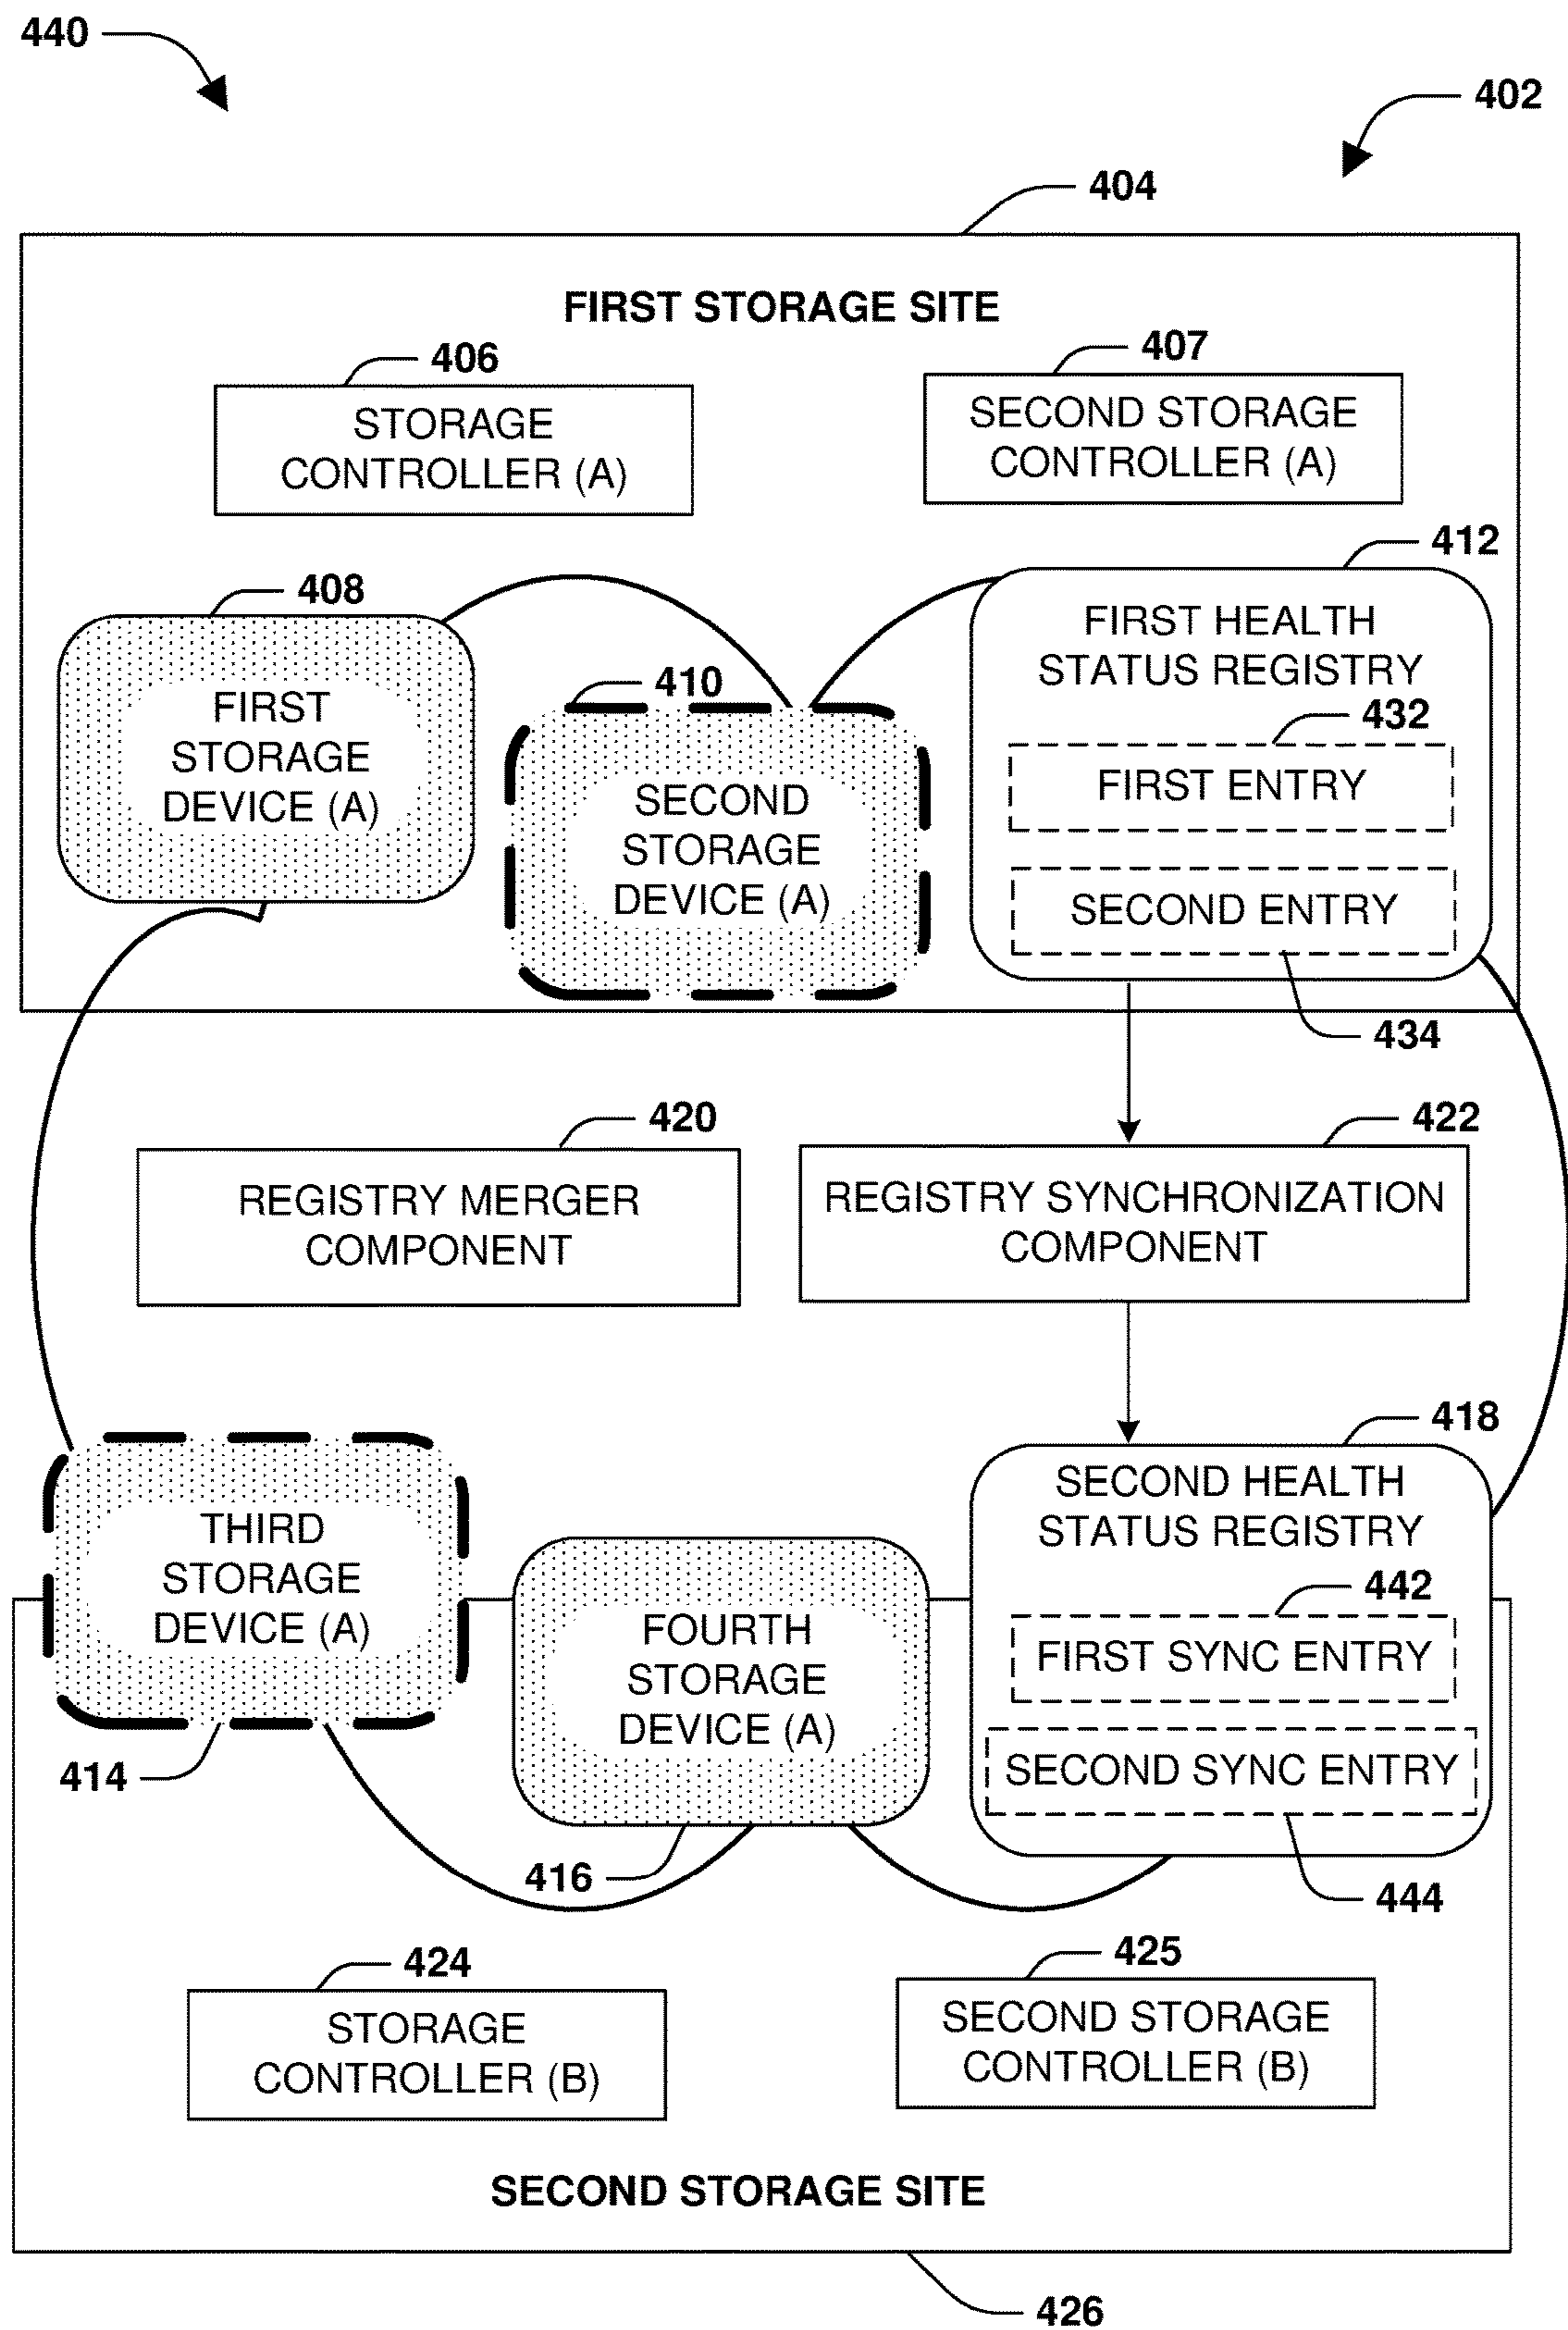 440
402
404
FIRST STORAGE SITE
406
407
STORAGE
CONTROLLER (A)
SECOND STORAGE
CONTROLLER (A)
412
408
FIRST HEALTH
STATUS REGISTRY
410
432
FIRST
STORAGE
DEVICE (A)
FIRST ENTRY
SECOND
STORAGE
DEVICE (A)
SECOND ENTRY
434
420
422
REGISTRY MERGER
COMPONENT
REGISTRY SYNCHRONIZATION
COMPONENT
418
SECOND HEALTH
STATUS REGISTRY
THIRD
STORAGE
DEVICE (A)
442
FOURTH
STORAGE
DEVICE (A)
FIRST SYNC ENTRY
SECOND SYNC ENTRY
414
416
444
424
425
STORAGE
CONTROLLER (B)
SECOND STORAGE
CONTROLLER (B)
SECOND STORAGE SITE
426